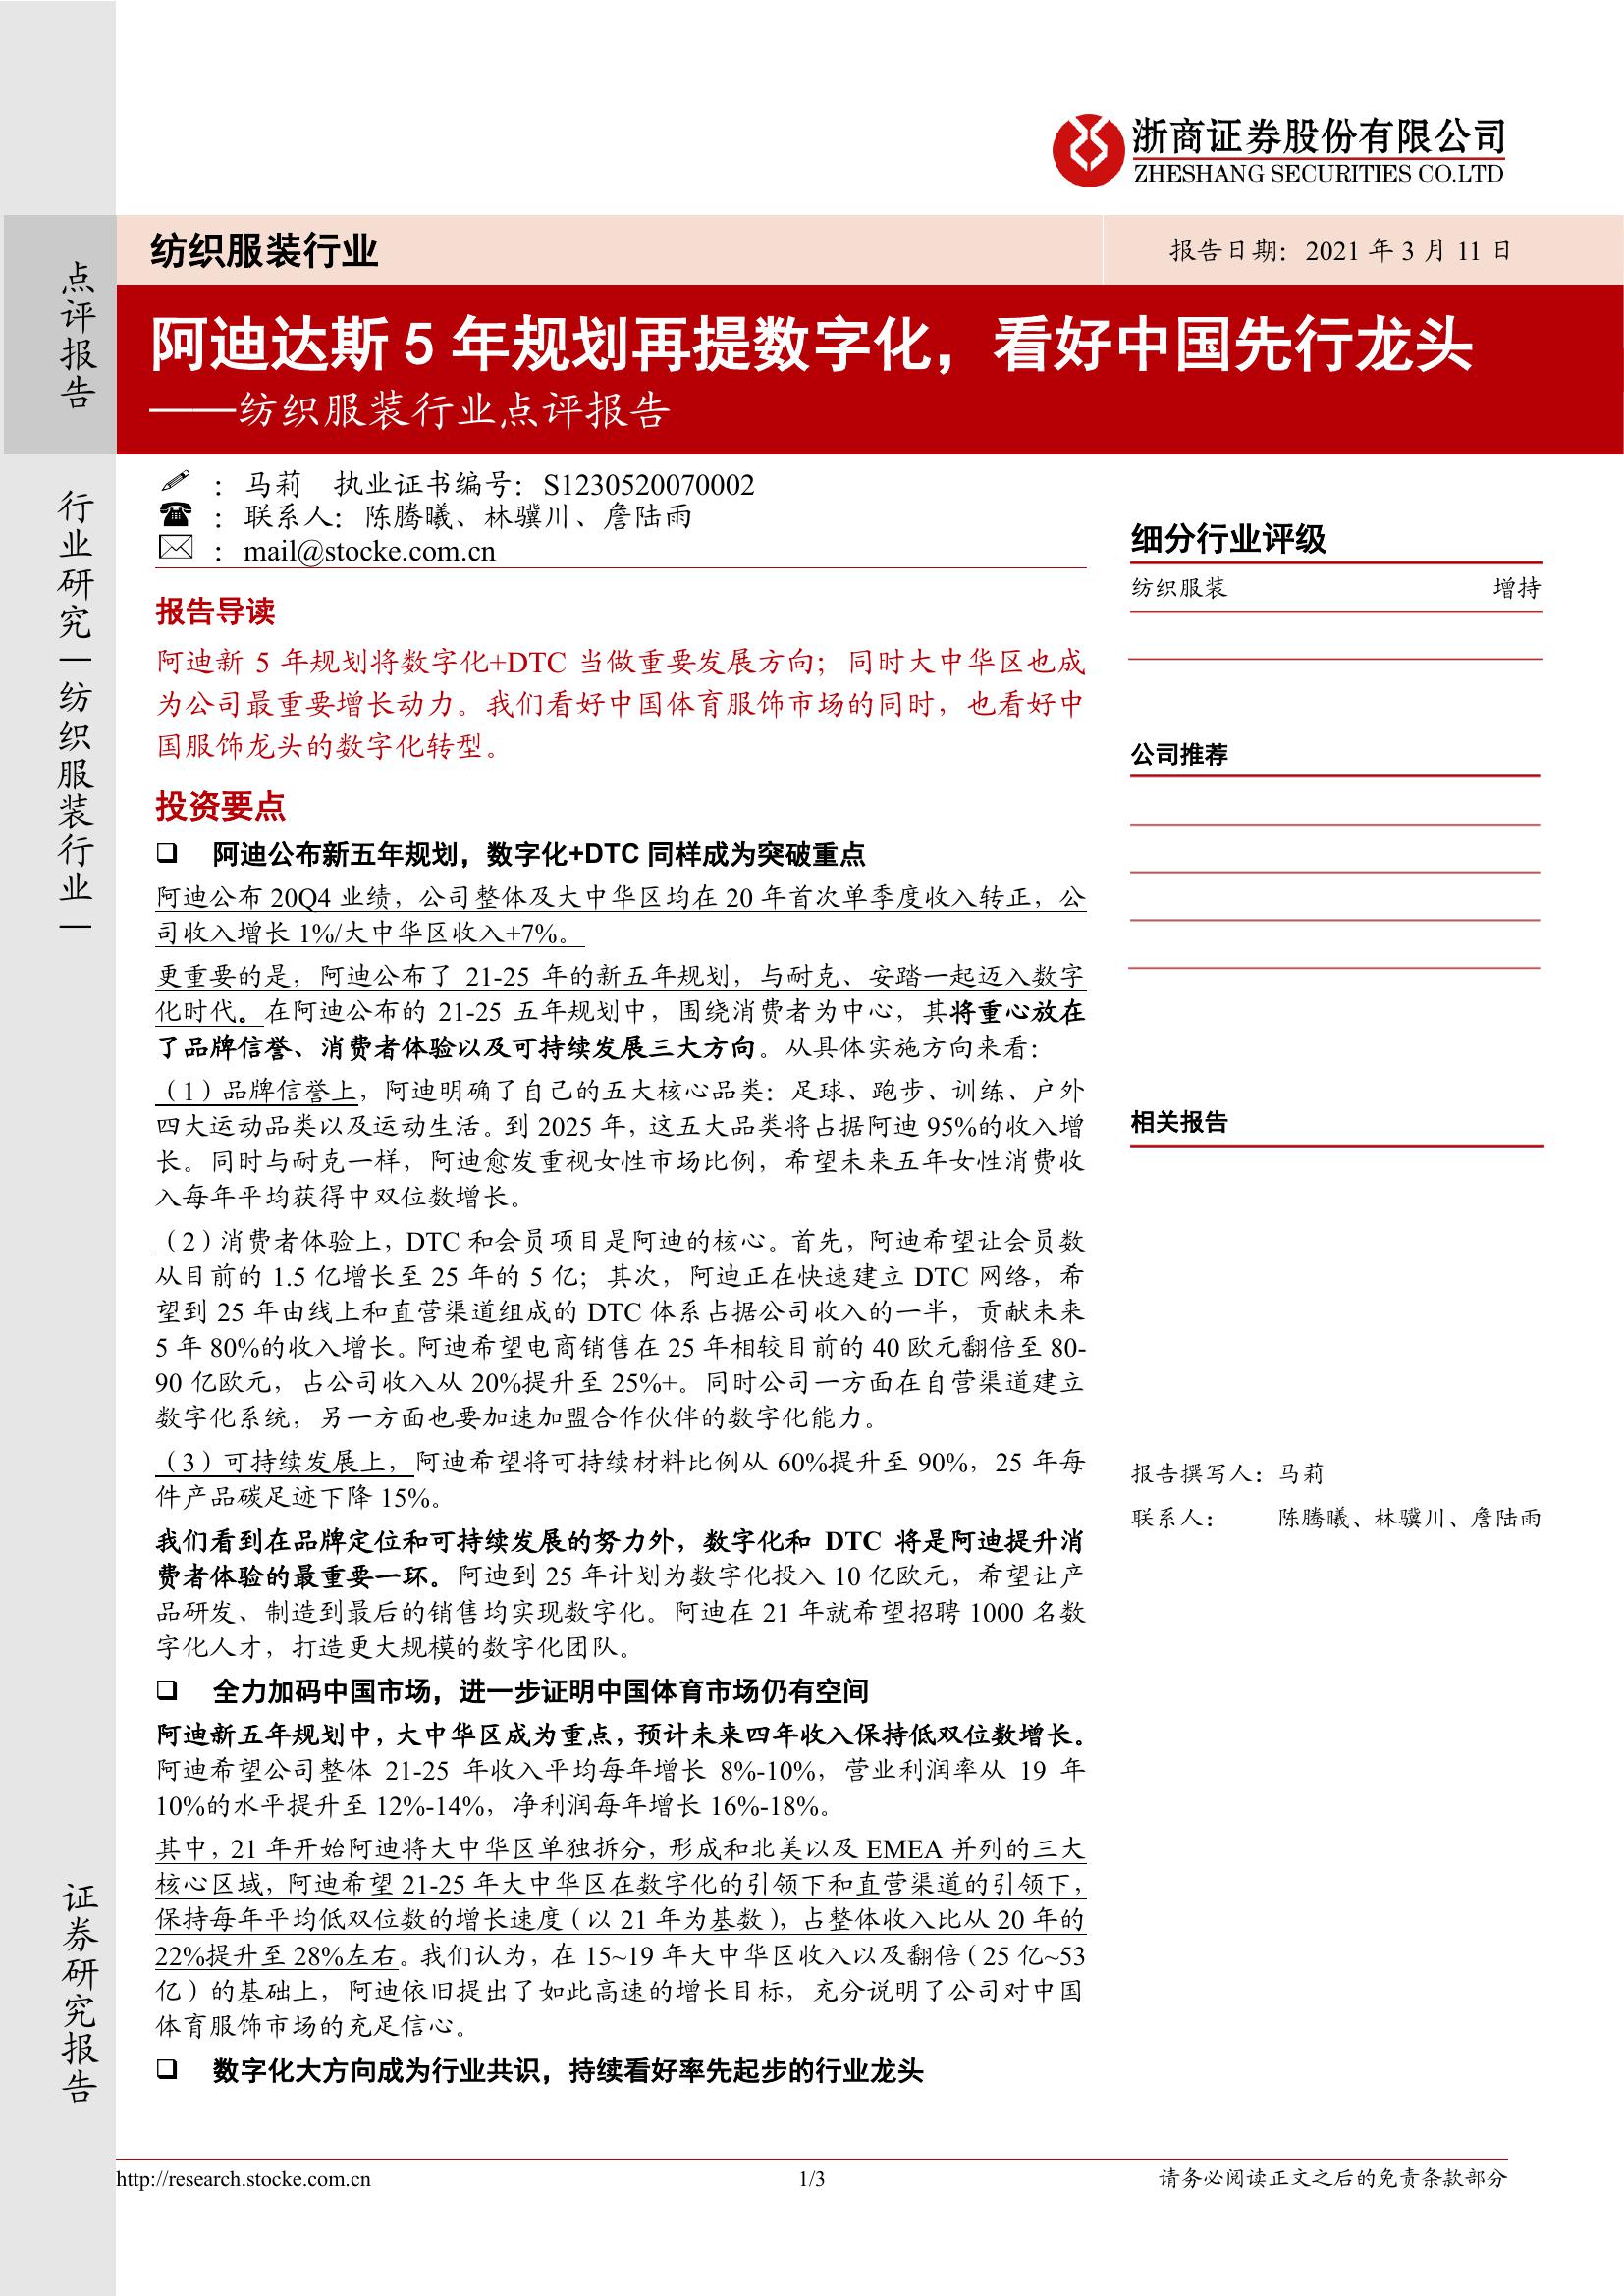 浙商证券股份有限公司
ZHESHANG SECURITIES CO.LTD
点评报告
行业研究｜纺织服装行业｜
证券研究报告
纺织服装行业
报告日期：2021 年 3 月 11 日
阿迪达斯 5 年规划再提数字化，看好中国先行龙头
——纺织服装行业点评报告
：马莉 执业证书编号：S1230520070002
：联系人：陈腾曦、林骥川、詹陆雨
：mail@stocke.com.cn
报告导读
阿迪新 5 年规划将数字化+DTC 当做重要发展方向；同时大中华区也成
为公司最重要增长动力。我们看好中国体育服饰市场的同时，也看好中
国服饰龙头的数字化转型。
投资要点
❑ 阿迪公布新五年规划，数字化+DTC 同样成为突破重点
阿迪公布 20Q4 业绩，公司整体及大中华区均在 20 年首次单季度收入转正，公
司收入增长 1%/大中华区收入+7%。
更重要的是，阿迪公布了 21-25 年的新五年规划，与耐克、安踏一起迈入数字
化时代。在阿迪公布的 21-25 五年规划中，围绕消费者为中心，其将重心放在
了品牌信誉、消费者体验以及可持续发展三大方向。从具体实施方向来看：
（1）品牌信誉上，阿迪明确了自己的五大核心品类：足球、跑步、训练、户外
四大运动品类以及运动生活。到 2025 年，这五大品类将占据阿迪 95%的收入增
长。同时与耐克一样，阿迪愈发重视女性市场比例，希望未来五年女性消费收
入每年平均获得中双位数增长。
（2）消费者体验上，DTC 和会员项目是阿迪的核心。首先，阿迪希望让会员数
从目前的 1.5 亿增长至 25 年的 5 亿；其次，阿迪正在快速建立 DTC 网络，希
望到 25 年由线上和直营渠道组成的 DTC 体系占据公司收入的一半，贡献未来
5 年 80%的收入增长。阿迪希望电商销售在 25 年相较目前的 40 欧元翻倍至 80-
90 亿欧元，占公司收入从 20%提升至 25%+。同时公司一方面在自营渠道建立
数字化系统，另一方面也要加速加盟合作伙伴的数字化能力。
（3）可持续发展上，阿迪希望将可持续材料比例从 60%提升至 90%，25 年每
件产品碳足迹下降 15%。
我们看到在品牌定位和可持续发展的努力外，数字化和 DTC 将是阿迪提升消
费者体验的最重要一环。阿迪到 25 年计划为数字化投入 10 亿欧元，希望让产
品研发、制造到最后的销售均实现数字化。阿迪在 21 年就希望招聘 1000 名数
字化人才，打造更大规模的数字化团队。
❑ 全力加码中国市场，进一步证明中国体育市场仍有空间
阿迪新五年规划中，大中华区成为重点，预计未来四年收入保持低双位数增长。
阿迪希望公司整体 21-25 年收入平均每年增长 8%-10%，营业利润率从 19 年
10%的水平提升至 12%-14%，净利润每年增长 16%-18%。
其中，21 年开始阿迪将大中华区单独拆分，形成和北美以及 EMEA 并列的三大
核心区域，阿迪希望 21-25 年大中华区在数字化的引领下和直营渠道的引领下，
保持每年平均低双位数的增长速度（以 21 年为基数），占整体收入比从 20 年的
22%提升至 28%左右。我们认为，在 15~19 年大中华区收入以及翻倍（25 亿~53
亿）的基础上，阿迪依旧提出了如此高速的增长目标，充分说明了公司对中国
体育服饰市场的充足信心。
❑ 数字化大方向成为行业共识，持续看好率先起步的行业龙头
细分行业评级
纺织服装 增持
公司推荐
相关报告
报告撰写人：马莉
联系人： 陈腾曦、林骥川、詹陆雨
http://research.stocke.com.cn 1/3 请务必阅读正文之后的免责条款部分